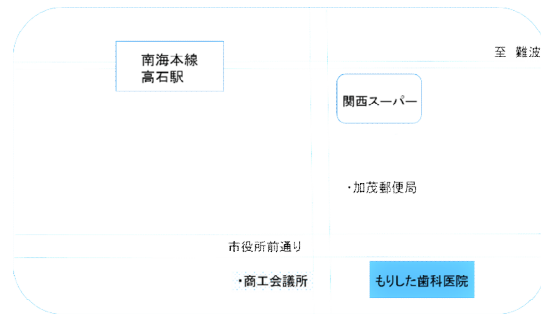 南海本線
高石駅
至 難波
関西スーパー
・加茂郵便局
市役所前通り
・商工会議所
もりした歯科医院